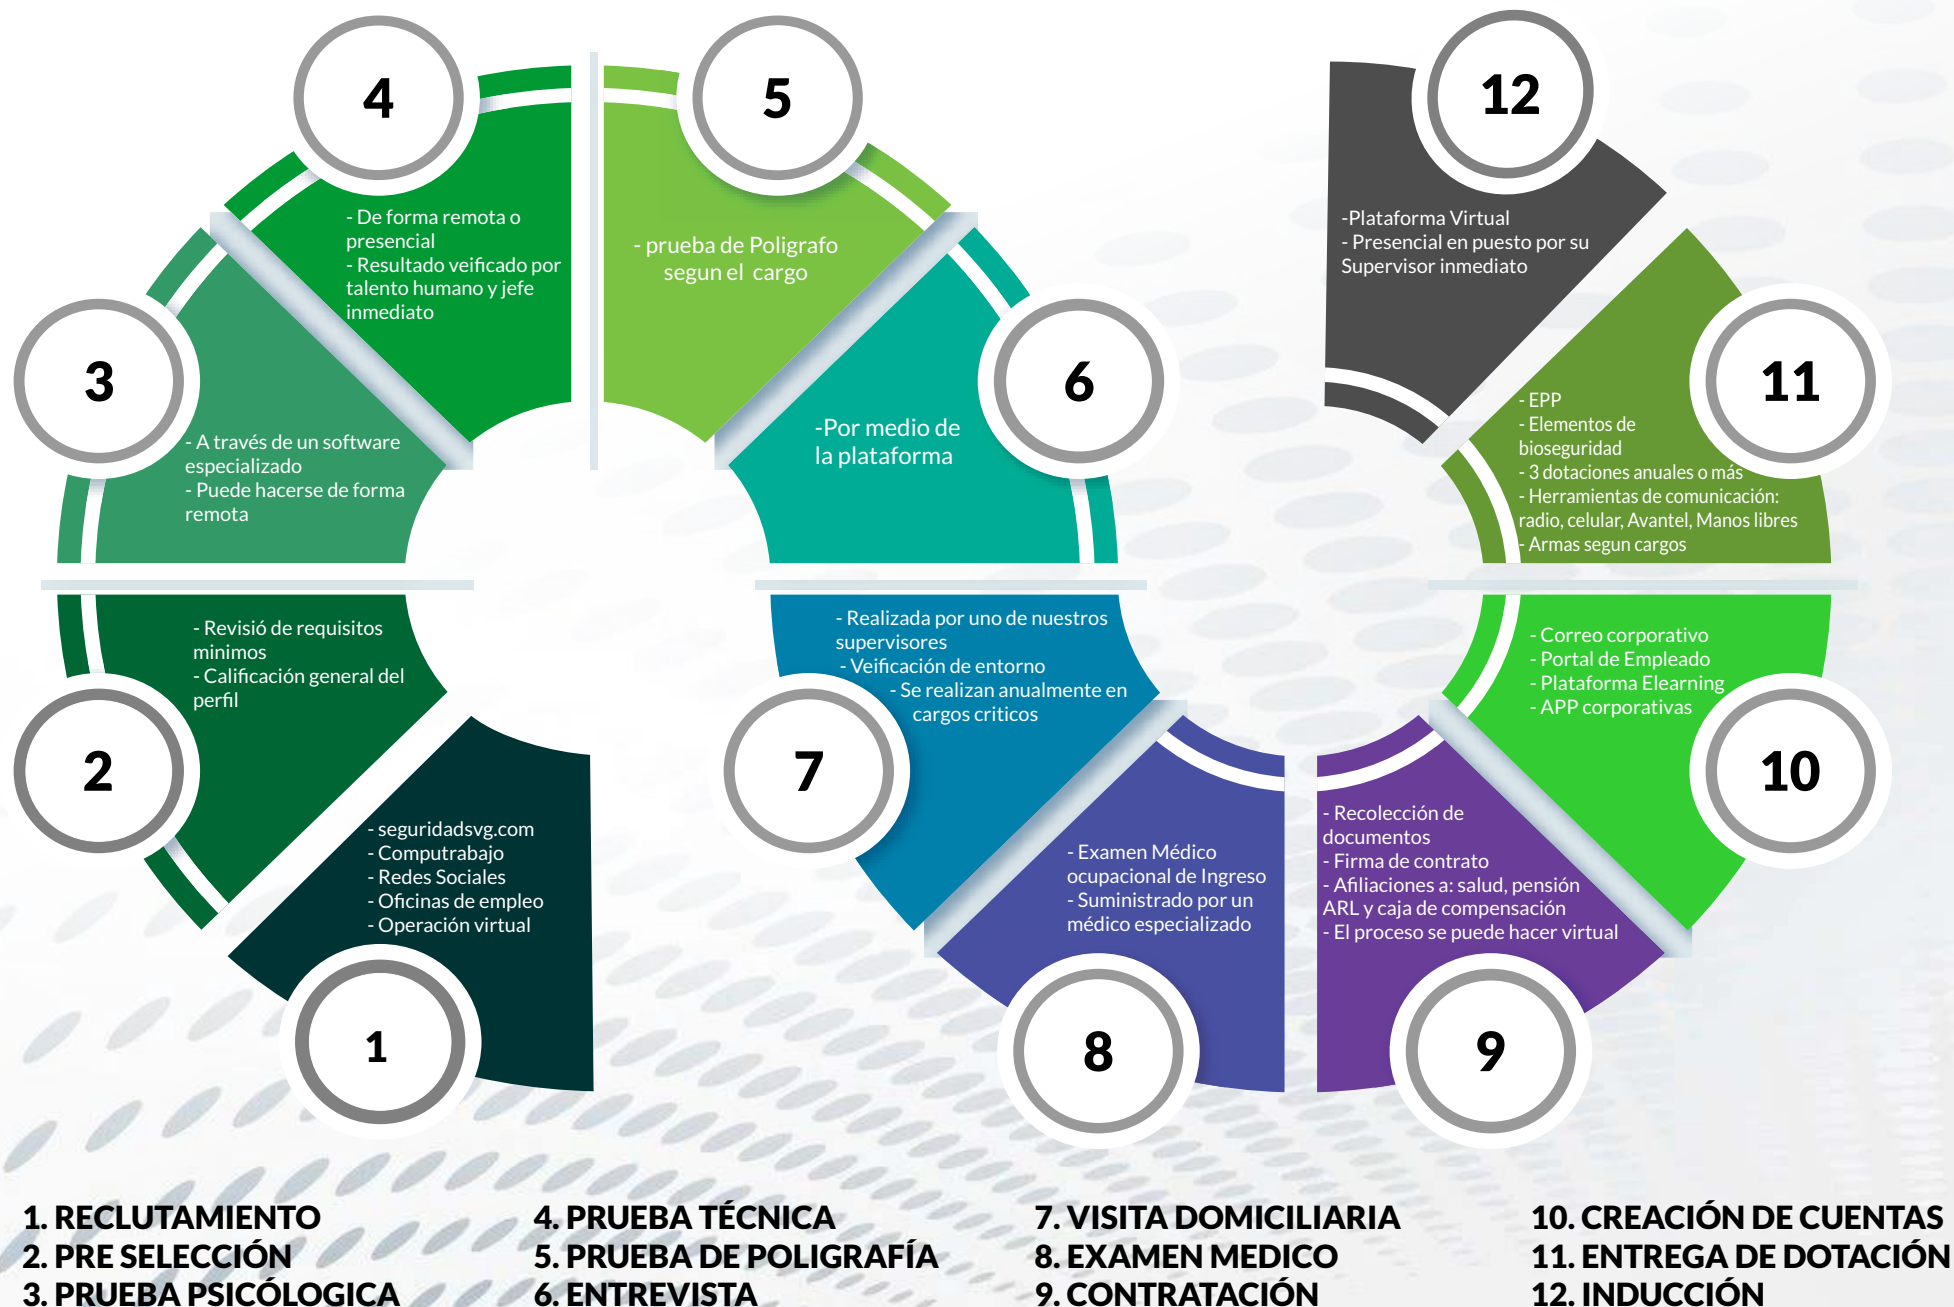 4
- De forma remota o
presencial
- Resultado veificado por
talento humano y jefe
inmediato
5
- prueba de Poligrafo
segun el cargo
12
-Plataforma Virtual
- Presencial en puesto por su
Supervisor inmediato
3
- A través de un software
especializado
- Puede hacerse de forma
remota
6
-Por medio de
la plataforma
11
- EPP
- Elementos de
bioseguridad
- 3 dotaciones anuales o más
- Herramientas de comunicación:
radio, celular, Avantel, Manos libres
- Armas segun cargos
2
- Revisió de requisitos
minimos
- Calificación general del
perfil
7
- Realizada por uno de nuestros
supervisores
- Veificación de entorno
- Se realizan anualmente en
cargos criticos
10
- Correo corporativo
- Portal de Empleado
- Plataforma Elearning
- APP corporativas
1
- seguridadsvg.com
- Computrabajo
- Redes Sociales
- Oficinas de empleo
- Operación virtual
8
- Examen Médico
ocupacional de Ingreso
- Suministrado por un
médico especializado
9
- Recolección de
documentos
- Firma de contrato
- Afiliaciones a: salud, pensión
ARL y caja de compensación
- El proceso se puede hacer virtual
1. RECLUTAMIENTO
2. PRE SELECCIÓN
3. PRUEBA PSICÓLOGICA
4. PRUEBA TÉCNICA
5. PRUEBA DE POLIGRAFÍA
6. ENTREVISTA
7. VISITA DOMICILIARIA
8. EXAMEN MEDICO
9. CONTRATACIÓN
10. CREACIÓN DE CUENTAS
11. ENTREGA DE DOTACIÓN
12. INDUCCIÓN